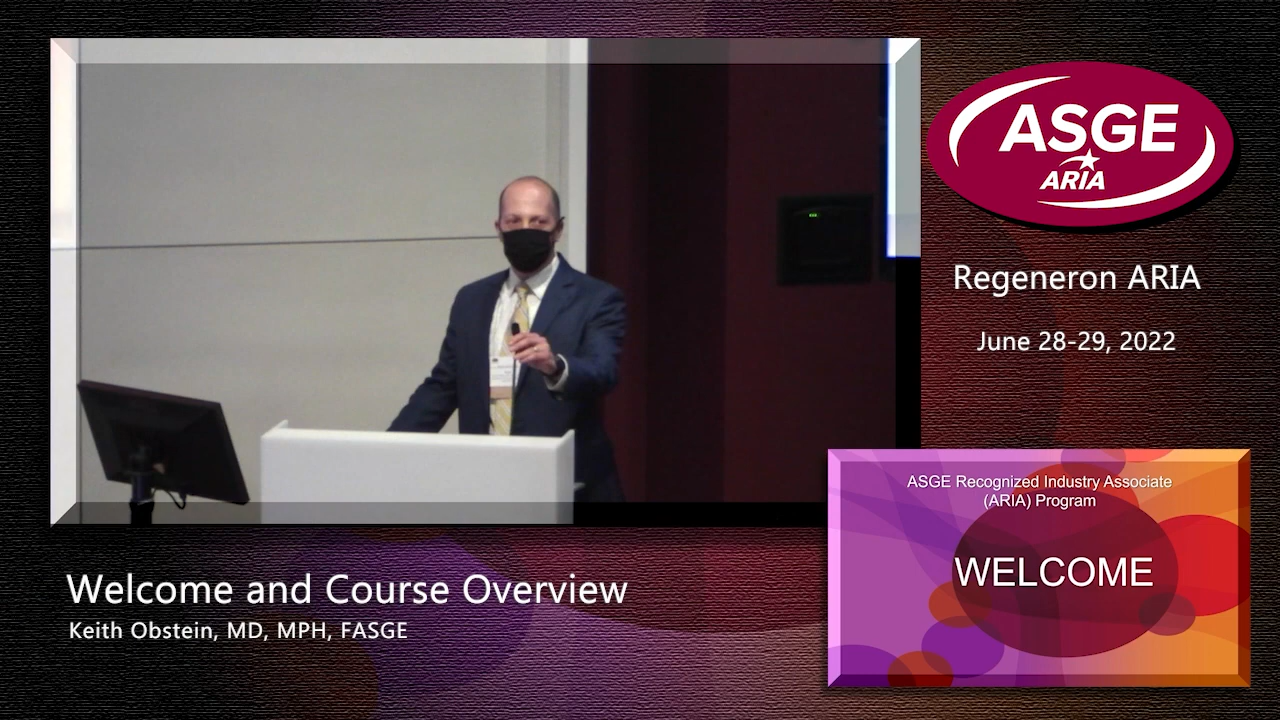 ASGE
ARIA
Regeneron ARIA
June 28-29, 2022
ASGE Recognized Industry Associate
(ARIA) Program
WELCOME
Welcome and Course Overview
Keith Obstein, MD, MPH, FASGE